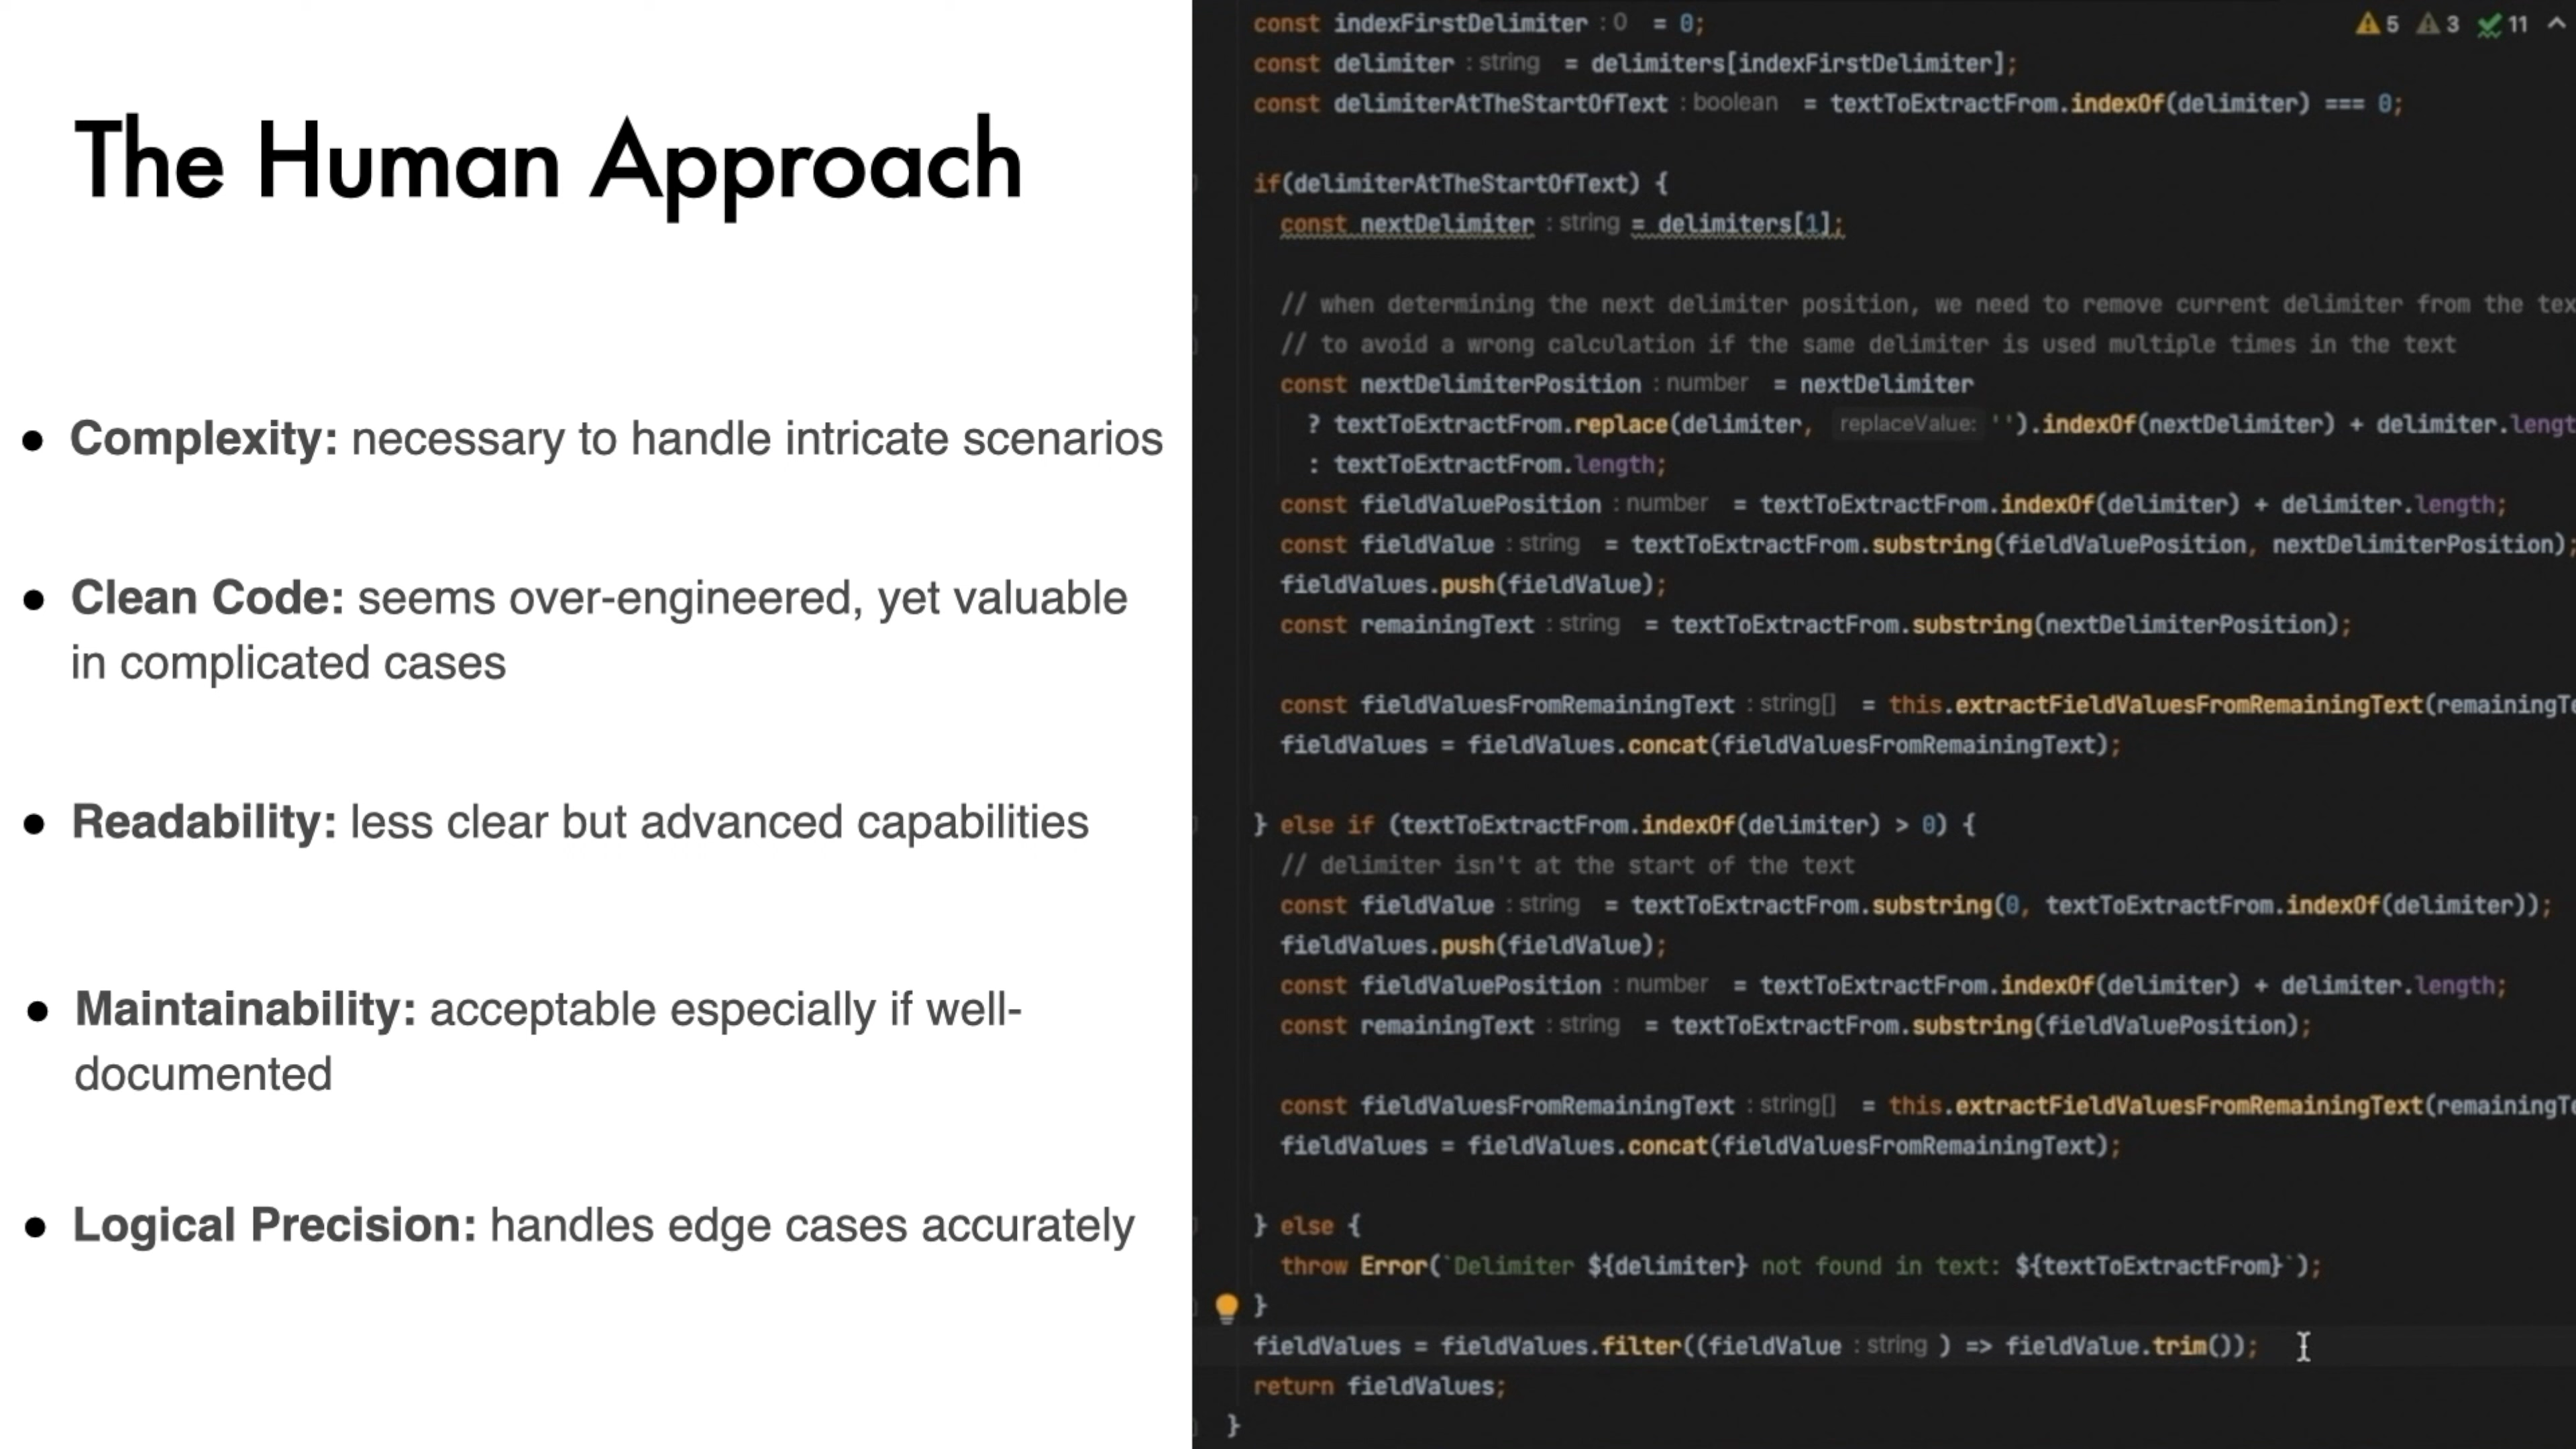 The Human Approach
• Complexity: necessary to handle intricate scenarios
• Clean Code: seems over-engineered, yet valuable
in complicated cases
• Readability: less clear but advanced capabilities
• Maintainability: acceptable especially if well-
documented
• Logical Precision: handles edge cases accurately
5 3 11
const indexFirstDelimiter : 0 = 0;
const delimiter : string = delimiters[indexFirstDelimiter];
const delimiterAtTheStartOfText : boolean = textToExtractFrom.indexOf(delimiter) === 0;
if(delimiterAtTheStartOfText) {
const nextDelimiter : string = delimiters[1];
// when determining the next delimiter position, we need to remove current delimiter from the tex
// to avoid a wrong calculation if the same delimiter is used multiple times in the text
const nextDelimiterPosition : number = nextDelimiter
? textToExtractFrom.replace(delimiter, replaceValue: '').indexOf(nextDelimiter) + delimiter.lengt
: textToExtractFrom.length;
const fieldValuePosition : number = textToExtractFrom.indexOf(delimiter) + delimiter.length;
const fieldValue : string = textToExtractFrom.substring(fieldValuePosition, nextDelimiterPosition);
fieldValues.push(fieldValue);
const remainingText : string = textToExtractFrom.substring(nextDelimiterPosition);
const fieldValuesFromRemainingText : string[] = this.extractFieldValuesFromRemainingText(remainingTe
fieldValues = fieldValues.concat(fieldValuesFromRemainingText);
} else if (textToExtractFrom.indexOf(delimiter) > 0) {
// delimiter isn't at the start of the text
const fieldValue : string = textToExtractFrom.substring(0, textToExtractFrom.indexOf(delimiter));
fieldValues.push(fieldValue);
const fieldValuePosition : number = textToExtractFrom.indexOf(delimiter) + delimiter.length;
const remainingText : string = textToExtractFrom.substring(fieldValuePosition);
const fieldValuesFromRemainingText : string[] = this.extractFieldValuesFromRemainingText(remainingTe
fieldValues = fieldValues.concat(fieldValuesFromRemainingText);
} else {
throw Error(`Delimiter ${delimiter} not found in text: ${textToExtractFrom}`);
}
fieldValues = fieldValues.filter((fieldValue : string ) => fieldValue.trim());
return fieldValues;
}